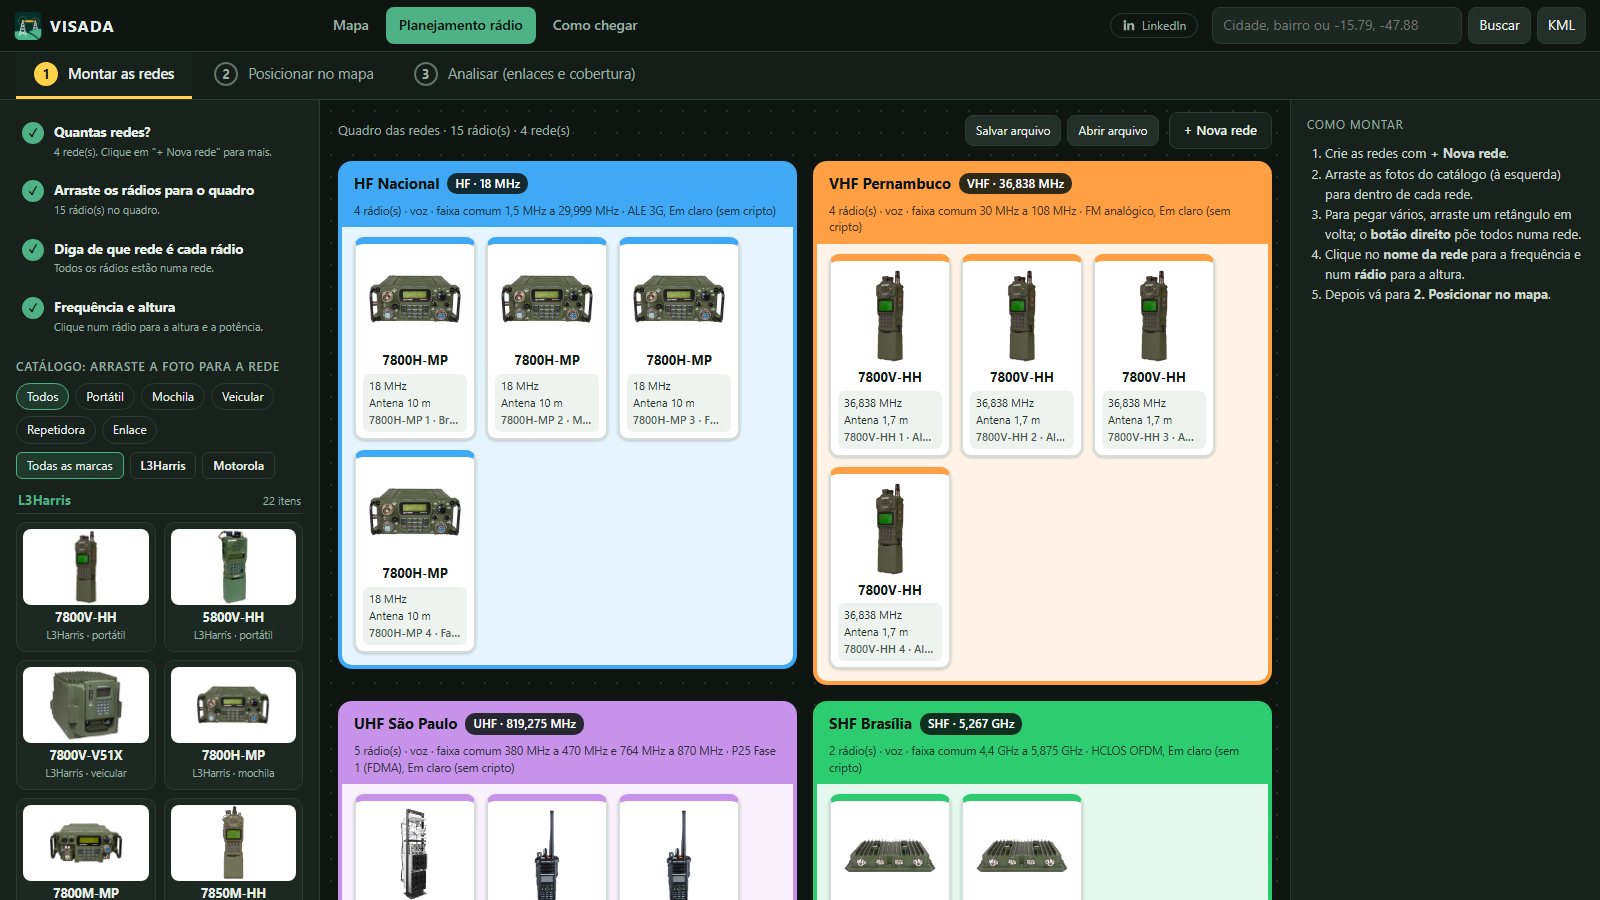 VISADA
Mapa
Planejamento rádio
Como chegar
in LinkedIn
Cidade, bairro ou -15.79, -47.88
Buscar
KML
1 Montar as redes
2 Posicionar no mapa
3 Analisar (enlaces e cobertura)
Quantas redes?
4 rede(s). Clique em "+ Nova rede" para mais.
Arraste os rádios para o quadro
15 rádio(s) no quadro.
Diga de que rede é cada rádio
Todos os rádios estão numa rede.
Frequência e altura
Clique num rádio para a altura e a potência.
CATÁLOGO: ARRASTE A FOTO PARA A REDE
Todos
Portátil
Mochila
Veicular
Repetidora
Enlace
Todas as marcas
L3Harris
Motorola
L3Harris
22 itens
7800V-HH
L3Harris · portátil
5800V-HH
L3Harris · portátil
7800V-V51X
L3Harris · veicular
7800H-MP
L3Harris · mochila
7800M-MP
7850M-HH
Quadro das redes · 15 rádio(s) · 4 rede(s)
Salvar arquivo
Abrir arquivo
+ Nova rede
HF Nacional
HF · 18 MHz
4 rádio(s) · voz · faixa comum 1,5 MHz a 29,999 MHz · ALE 3G, Em claro (sem cripto)
7800H-MP
18 MHz
Antena 10 m
7800H-MP 1 · Br...
7800H-MP
18 MHz
Antena 10 m
7800H-MP 2 · M...
7800H-MP
18 MHz
Antena 10 m
7800H-MP 3 · F...
7800H-MP
18 MHz
Antena 10 m
7800H-MP 4 · Fa...
VHF Pernambuco
VHF · 36,838 MHz
4 rádio(s) · voz · faixa comum 30 MHz a 108 MHz · FM analógico, Em claro (sem
cripto)
7800V-HH
36,838 MHz
Antena 1,7 m
7800V-HH 1 · Al...
7800V-HH
36,838 MHz
Antena 1,7 m
7800V-HH 2 · Al...
7800V-HH
36,838 MHz
Antena 1,7 m
7800V-HH 3 · A...
7800V-HH
36,838 MHz
Antena 1,7 m
7800V-HH 4 · Al...
UHF São Paulo
UHF · 819,275 MHz
5 rádio(s) · voz · faixa comum 380 MHz a 470 MHz e 764 MHz a 870 MHz · P25 Fase
1 (FDMA), Em claro (sem cripto)
SHF Brasília
SHF · 5,267 GHz
2 rádio(s) · voz · faixa comum 4,4 GHz a 5,875 GHz · HCLOS OFDM, Em claro (sem
cripto)
COMO MONTAR
1. Crie as redes com + Nova rede.
2. Arraste as fotos do catálogo (à esquerda)
para dentro de cada rede.
3. Para pegar vários, arraste um retângulo em
volta; o botão direito põe todos numa rede.
4. Clique no nome da rede para a frequência e
num rádio para a altura.
5. Depois vá para 2. Posicionar no mapa.